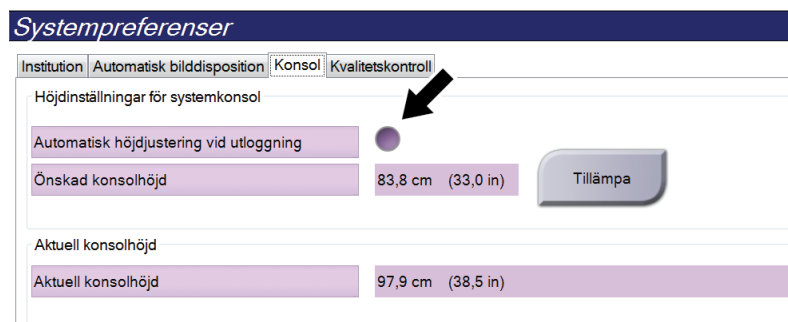 Systempreferenser
Institution Automatisk bilddisposition Konsol Kvalitetskontroll
Höjdinställningar för systemkonsol
Automatisk höjdjustering vid utloggning
Önskad konsolhöjd 83,8 cm (33,0 in) Tillämpa
Aktuell konsolhöjd
Aktuell konsolhöjd 97,9 cm (38,5 in)